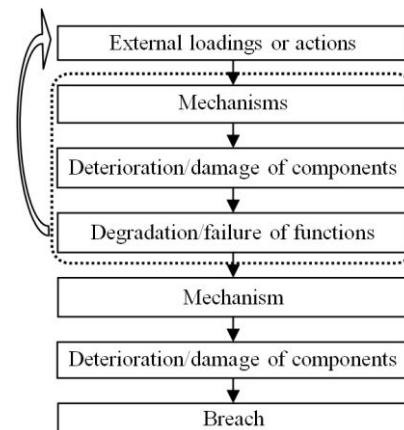 External loadings or actions
Mechanisms
Deterioration/damage of components
Degradation/failure of functions
Mechanism
Deterioration/damage of components
Breach